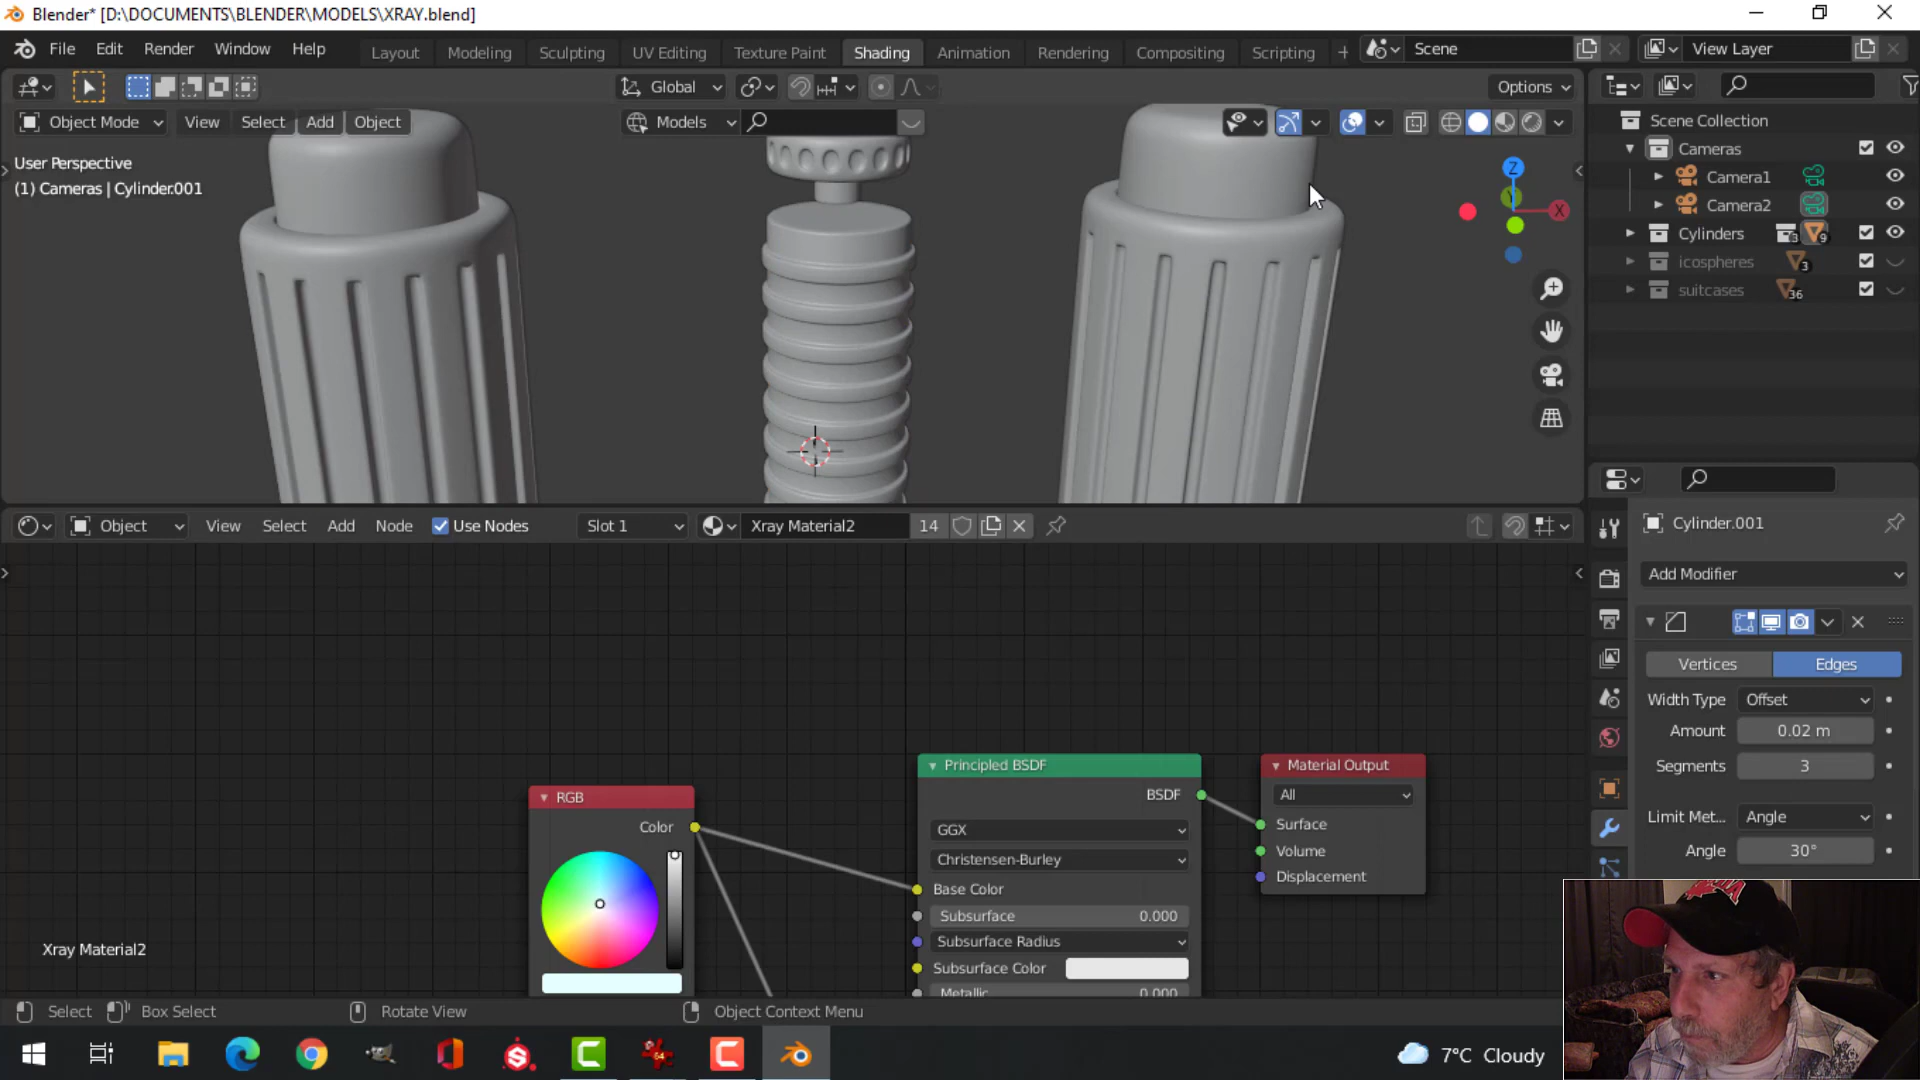 Blender* [D:\DOCUMENTS\BLENDER\MODELS\XRAY.blend]
File Edit Render Window Help Layout Modeling Sculpting UV Editing Texture Paint Shading Animation Rendering Compositing Scripting + Scene View Layer
Global Options
Object Mode View Select Add Object Models
User Perspective
(1) Cameras | Cylinder.001
Scene Collection
Cameras
Camera1
Camera2
Cylinders 3 9
icospheres 3
suitcases 36
Z
Y
X
Object View Select Add Node Use Nodes Slot 1 Xray Material2 14
Cylinder.001
Add Modifier
Vertices Edges
Width Type Offset
Amount 0.02 m
Segments 3
Limit Met... Angle
Angle 30°
RGB
Color
Principled BSDF
BSDF
GGX
Christensen-Burley
Base Color
Subsurface 0.000
Subsurface Radius
Subsurface Color
Metallic 0.000
Material Output
All
Surface
Volume
Displacement
Xray Material2
Select Box Select Rotate View Object Context Menu
7°C Cloudy